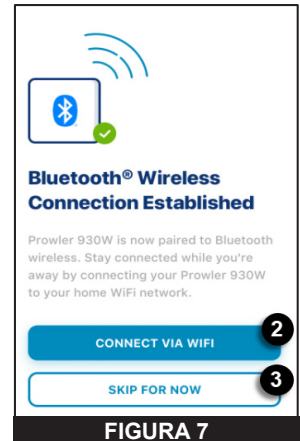 Bluetooth® Wireless
Connection Established
Prowler 930W is now paired to Bluetooth
wireless. Stay connected while you're
away by connecting your Prowler 930W
to your home WiFi network.
CONNECT VIA WIFI
2
SKIP FOR NOW
3
FIGURA 7